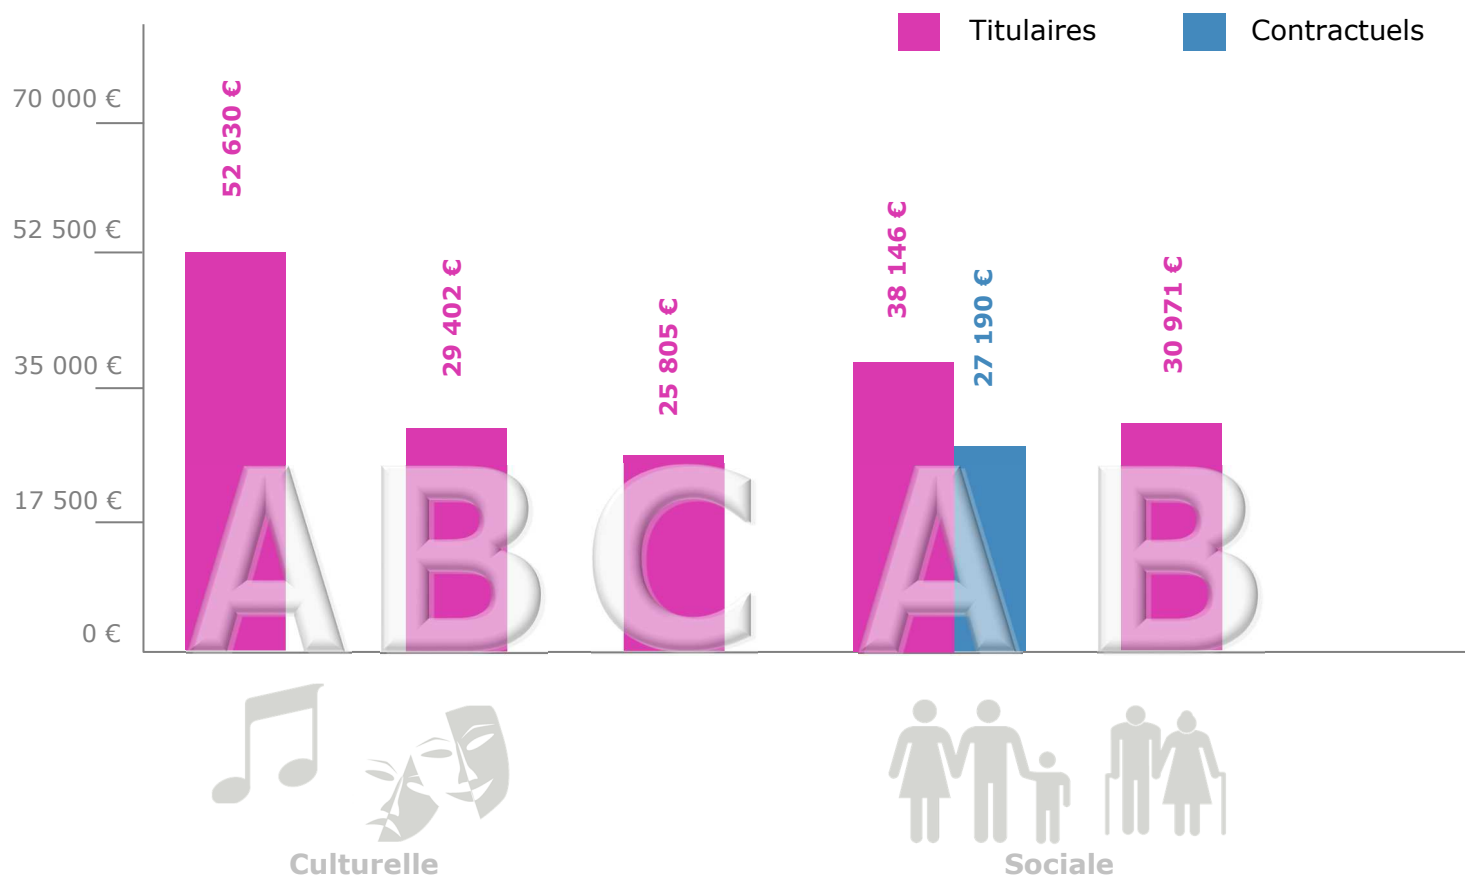 Titulaires
Contractuels
70 000 €
52 500 €
35 000 €
17 500 €
0 €
52 630 €
29 402 €
25 805 €
38 146 €
27 190 €
30 971 €
A
B
C
A
B
Culturelle
Sociale